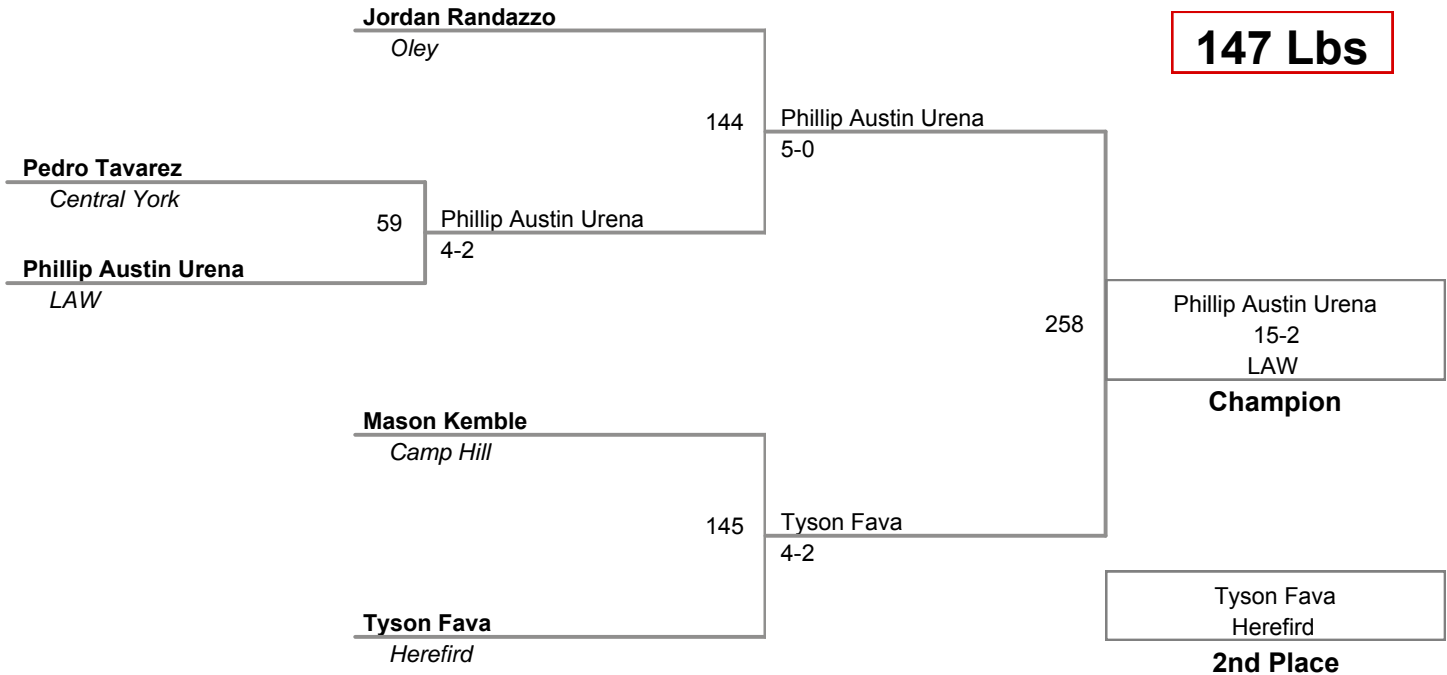 Jordan Randazzo
Oley
147 Lbs
144
Phillip Austin Urena
5-0
Pedro Tavarez
Central York
59
Phillip Austin Urena
4-2
Phillip Austin Urena
LAW
258
Phillip Austin Urena
15-2
LAW
Champion
Mason Kemble
Camp Hill
145
Tyson Fava
4-2
Tyson Fava
Herefird
Tyson Fava
Herefird
2nd Place